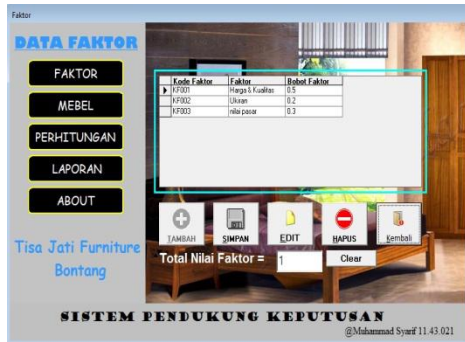 Faktor
DATA FAKTOR
FAKTOR
MEBEL
PERHITUNGAN
LAPORAN
ABOUT
Tisa Jati Furniture
Bontang
Kode Faktor Faktor Bobot Faktor
KF001 Harga & Kualitas 0.5
KF002 Ukiran 0.2
KF003 nilai pasar 0.3
TAMBAH SIMPAN EDIT HAPUS Kembali
Total Nilai Faktor = 1 Clear
SISTEM PENDUKUNG KEPUTUSAN
@Muhammad Syarif 11.43.021